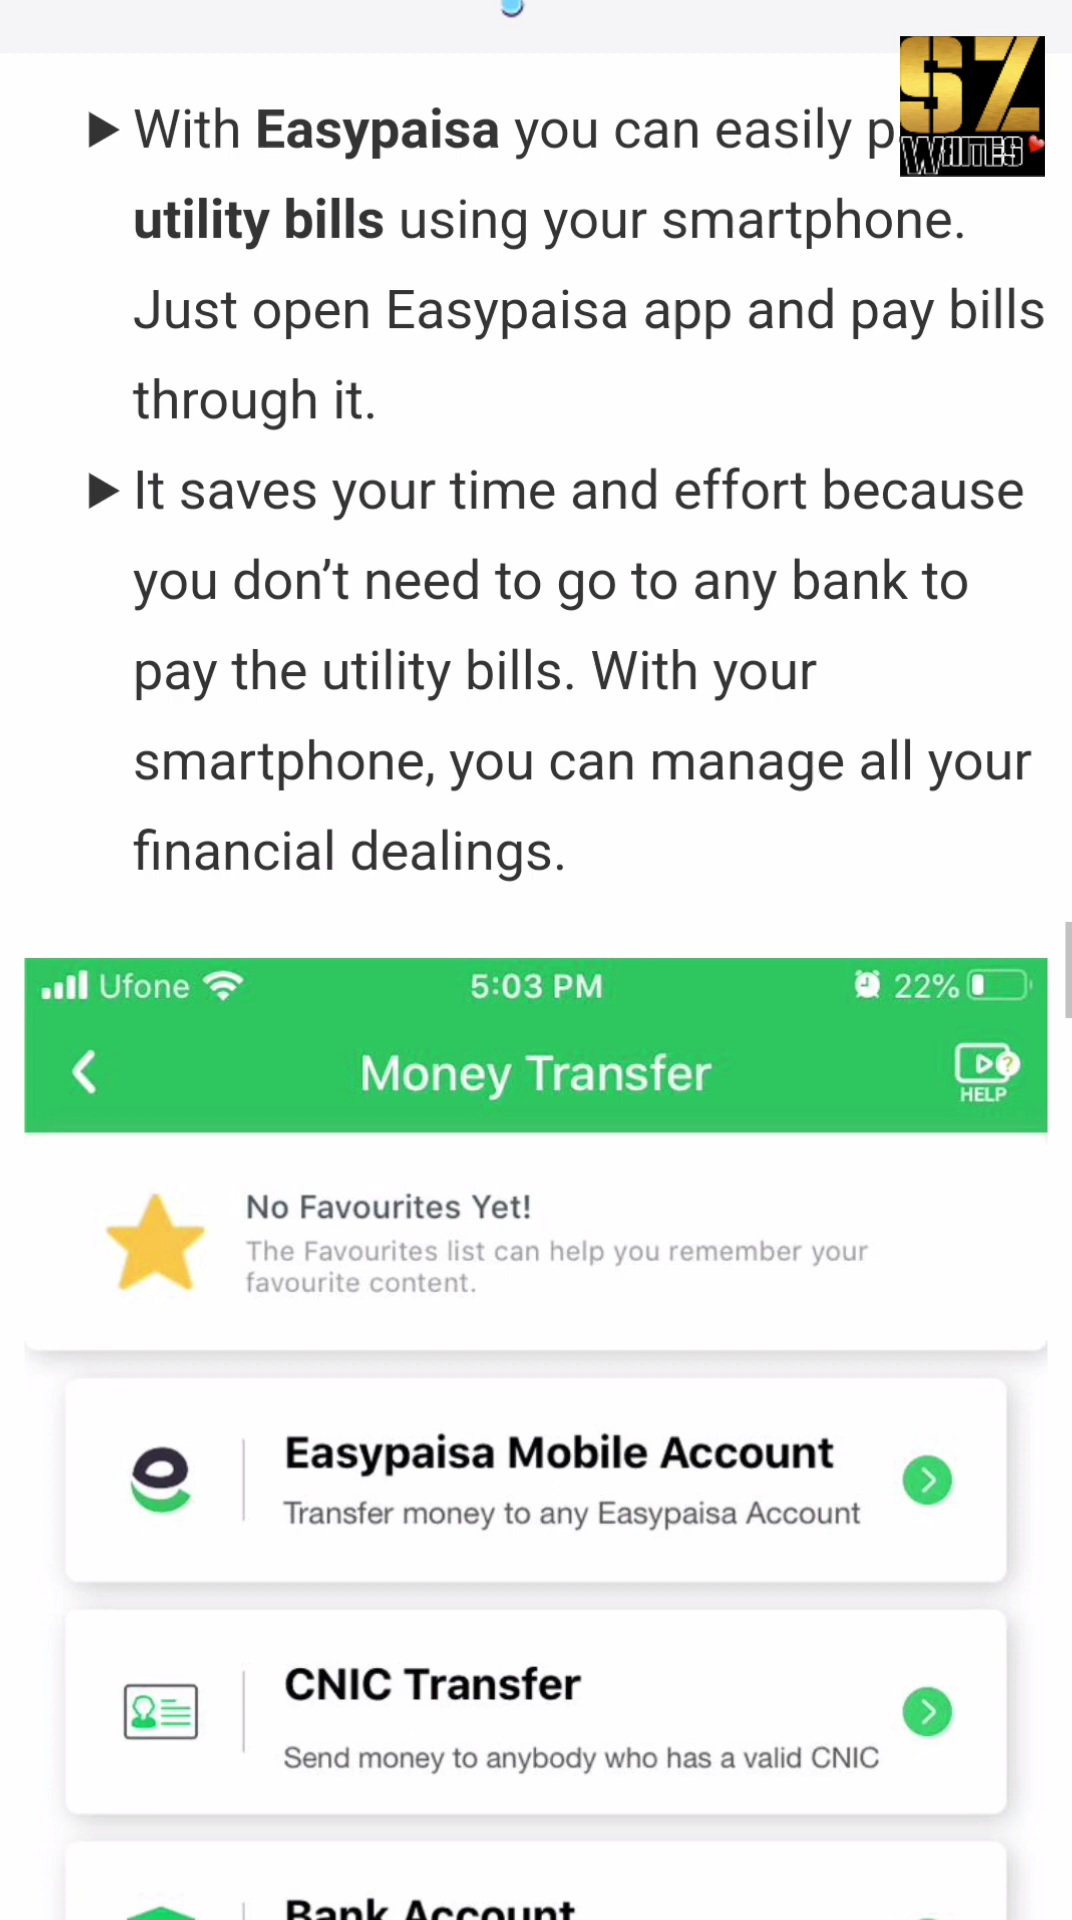 SZ
WRITES
▶ With Easypaisa you can easily p
utility bills using your smartphone.
Just open Easypaisa app and pay bills
through it.
▶ It saves your time and effort because
you don’t need to go to any bank to
pay the utility bills. With your
smartphone, you can manage all your
financial dealings.
Ufone 5:03 PM 22%
Money Transfer
HELP
No Favourites Yet!
The Favourites list can help you remember your
favourite content.
Easypaisa Mobile Account
Transfer money to any Easypaisa Account
CNIC Transfer
Send money to anybody who has a valid CNIC
Bank Account